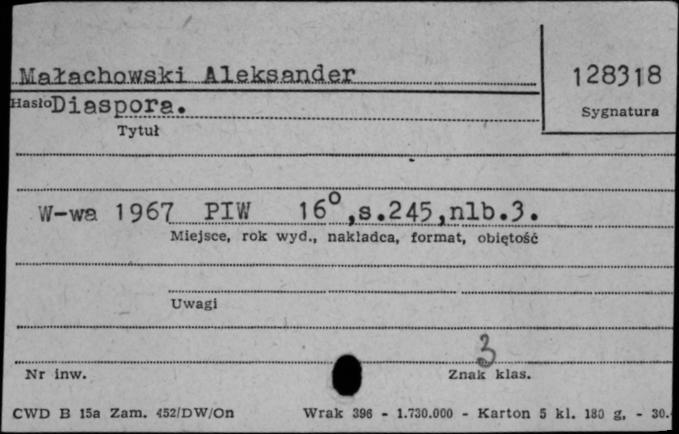 Małachowski Aleksander
128318
Hasło Diaspora.
Sygnatura
Tytuł
W-wa 1967 PIW 16°,s.245,nlb.3.
Miejsce, rok wyd., nakładca, format, objętość
Uwagi
3
Nr inw.
Znak klas.
CWD B 15a Zam. 452/DW/On Wrak 396 - 1.730.000 - Karton 5 kl. 180 g. - 30.